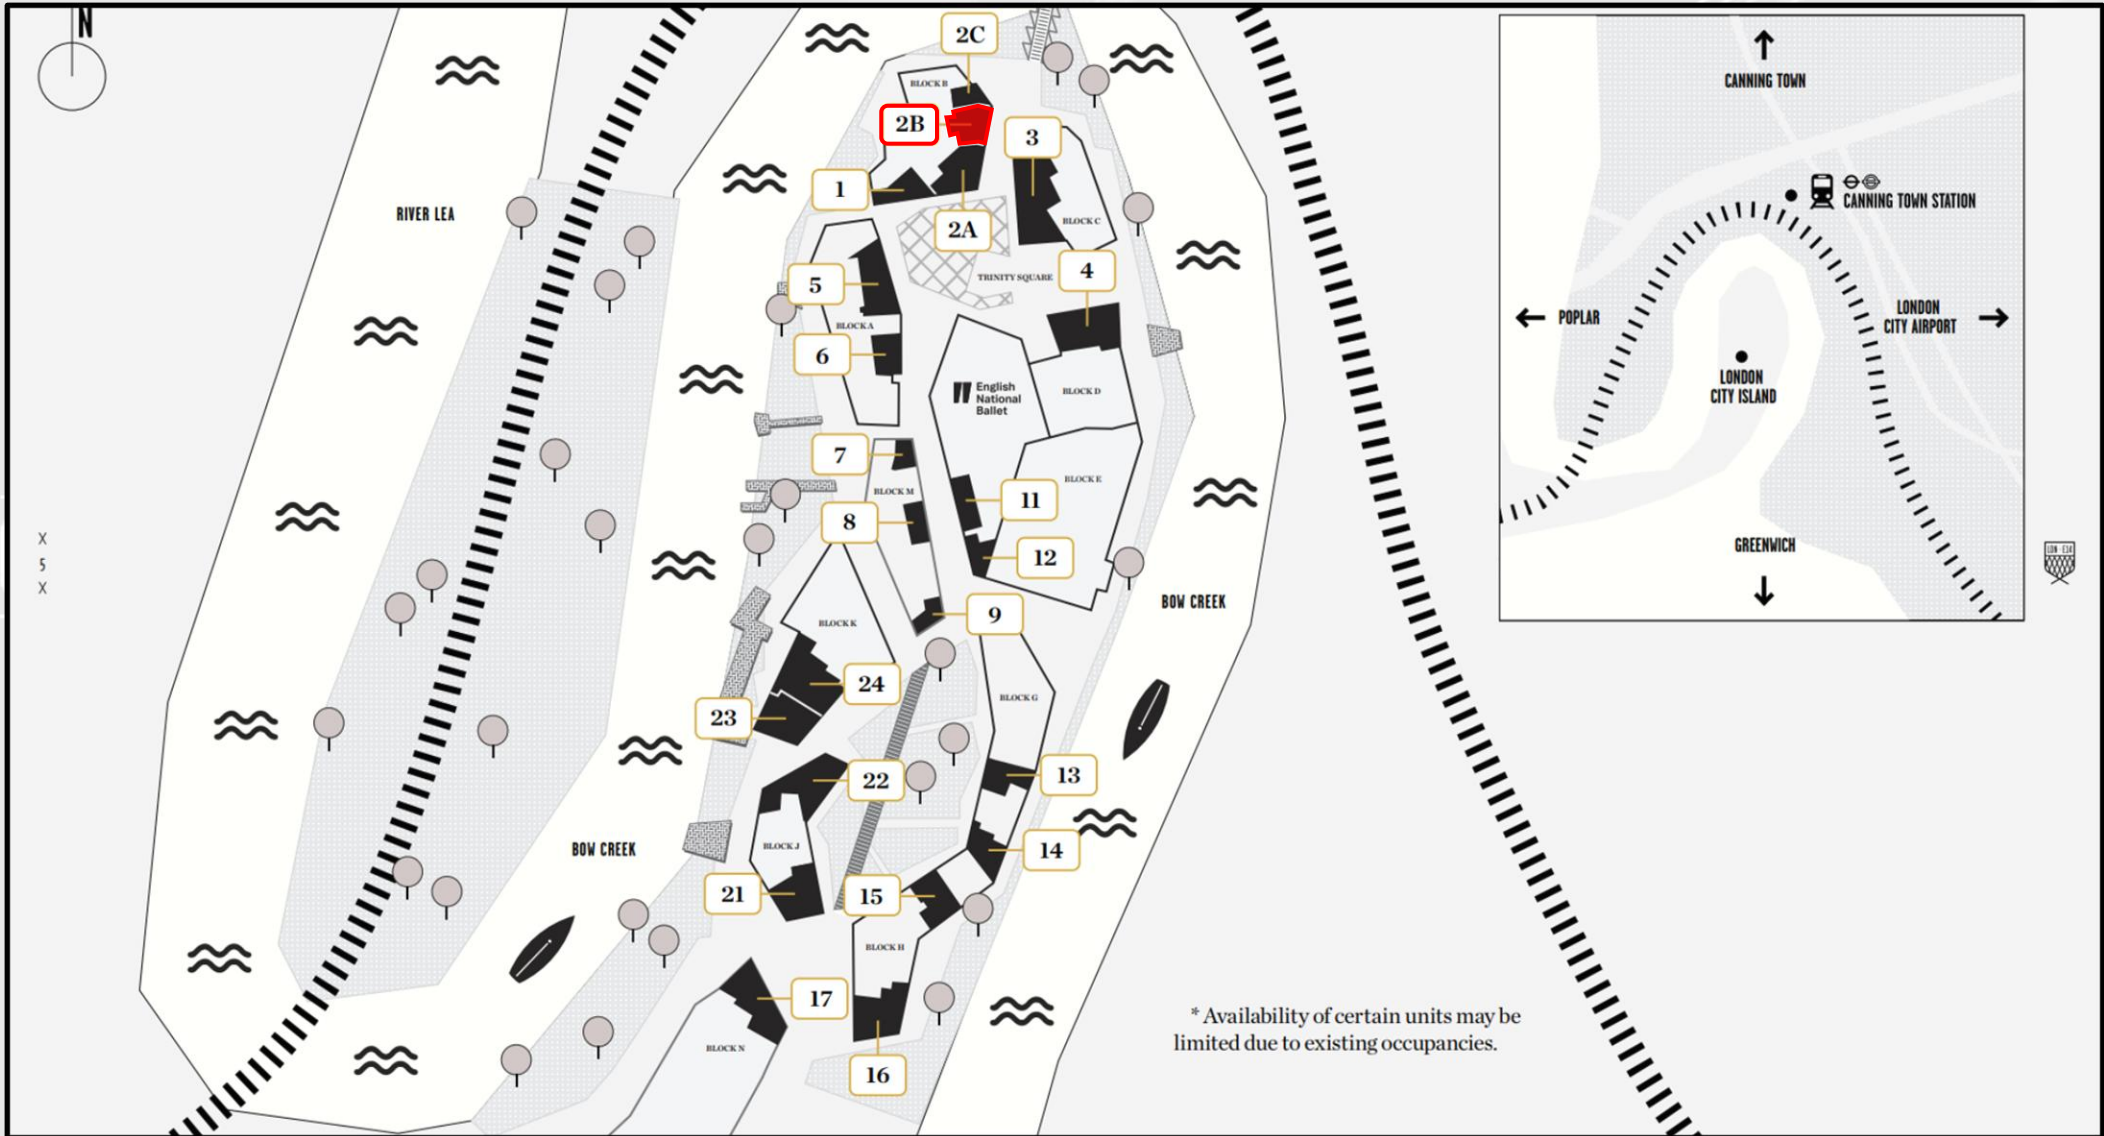 N
2C
BLOCK B
2B
3
1
2A
BLOCK C
RIVER LEA
5
TRINITY SQUARE
4
BLOCK A
6
English
National
Ballet
BLOCK D
7
BLOCK M
11
BLOCK E
8
12
9
BLOCK K
BOW CREEK
24
BLOCK G
23
22
13
BLOCK J
14
BOW CREEK
21
15
BLOCK H
17
BLOCK N
16
X
5
X
CANNING TOWN
CANNING TOWN STATION
POPLAR
LONDON
CITY AIRPORT
LONDON
CITY ISLAND
GREENWICH
LDN · E14
* Availability of certain units may be
limited due to existing occupancies.